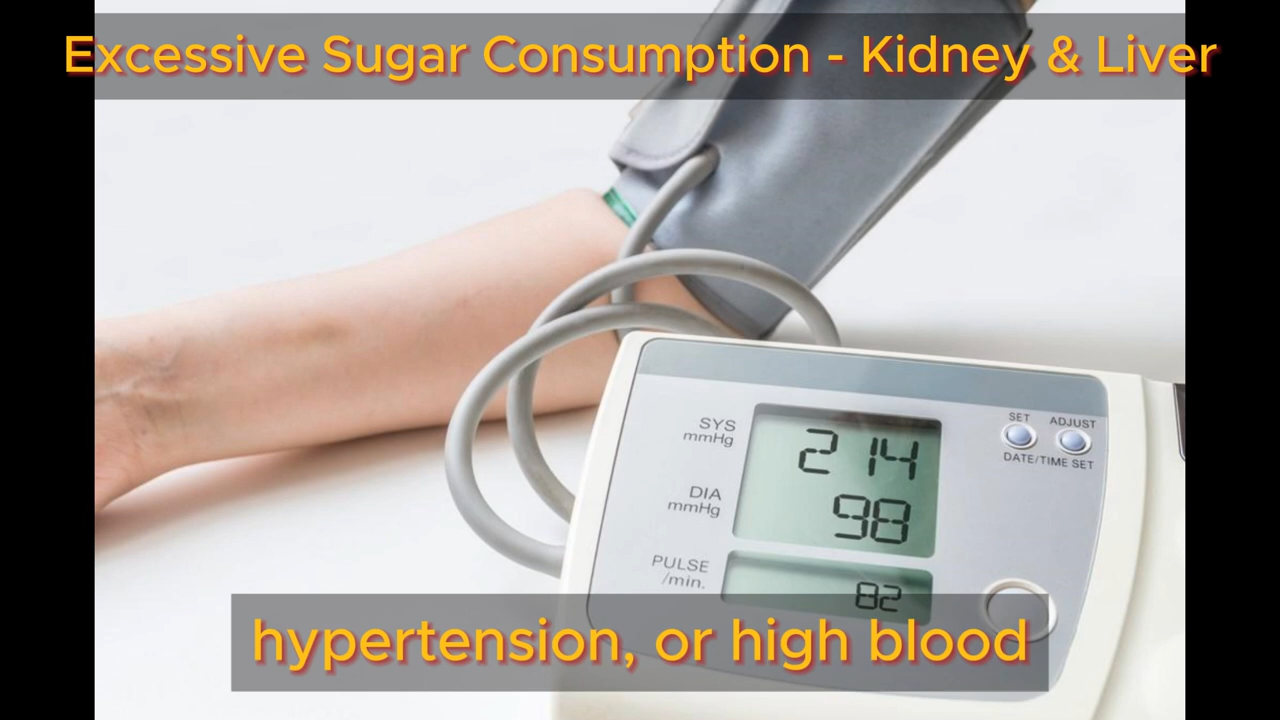 Excessive Sugar Consumption - Kidney & Liver
SYS
mmHg
214
DIA
mmHg
98
PULSE
/min.
82
SET
ADJUST
DATE/TIME SET
hypertension, or high blood